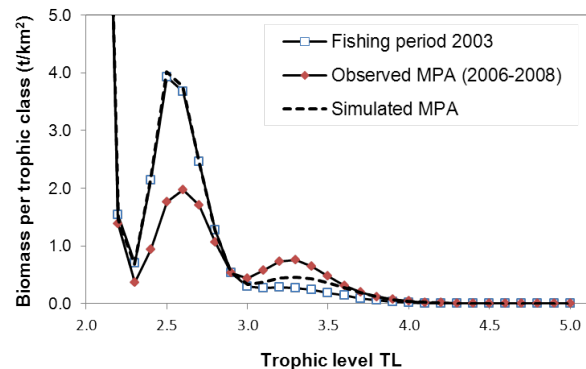 5.0
4.0
3.0
2.0
1.0
0.0
Biomass per trophic class (t/km²)
Fishing period 2003
Observed MPA (2006-2008)
Simulated MPA
2.0 2.5 3.0 3.5 4.0 4.5 5.0
Trophic level TL